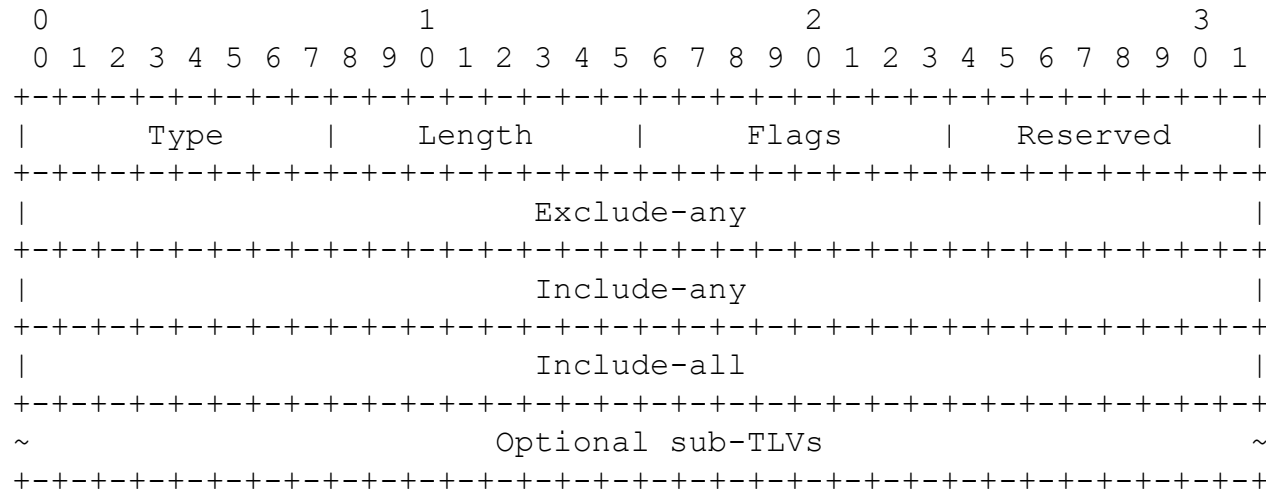 0                   1                   2                   3
 0 1 2 3 4 5 6 7 8 9 0 1 2 3 4 5 6 7 8 9 0 1 2 3 4 5 6 7 8 9 0 1
+-+-+-+-+-+-+-+-+-+-+-+-+-+-+-+-+-+-+-+-+-+-+-+-+-+-+-+-+-+-+-+-+
|      Type     |    Length     |     Flags     |   Reserved    |
+-+-+-+-+-+-+-+-+-+-+-+-+-+-+-+-+-+-+-+-+-+-+-+-+-+-+-+-+-+-+-+-+
|                          Exclude-any                          |
+-+-+-+-+-+-+-+-+-+-+-+-+-+-+-+-+-+-+-+-+-+-+-+-+-+-+-+-+-+-+-+-+
|                          Include-any                          |
+-+-+-+-+-+-+-+-+-+-+-+-+-+-+-+-+-+-+-+-+-+-+-+-+-+-+-+-+-+-+-+-+
|                          Include-all                          |
+-+-+-+-+-+-+-+-+-+-+-+-+-+-+-+-+-+-+-+-+-+-+-+-+-+-+-+-+-+-+-+-+
~                        Optional sub-TLVs                      ~
+-+-+-+-+-+-+-+-+-+-+-+-+-+-+-+-+-+-+-+-+-+-+-+-+-+-+-+-+-+-+-+-+